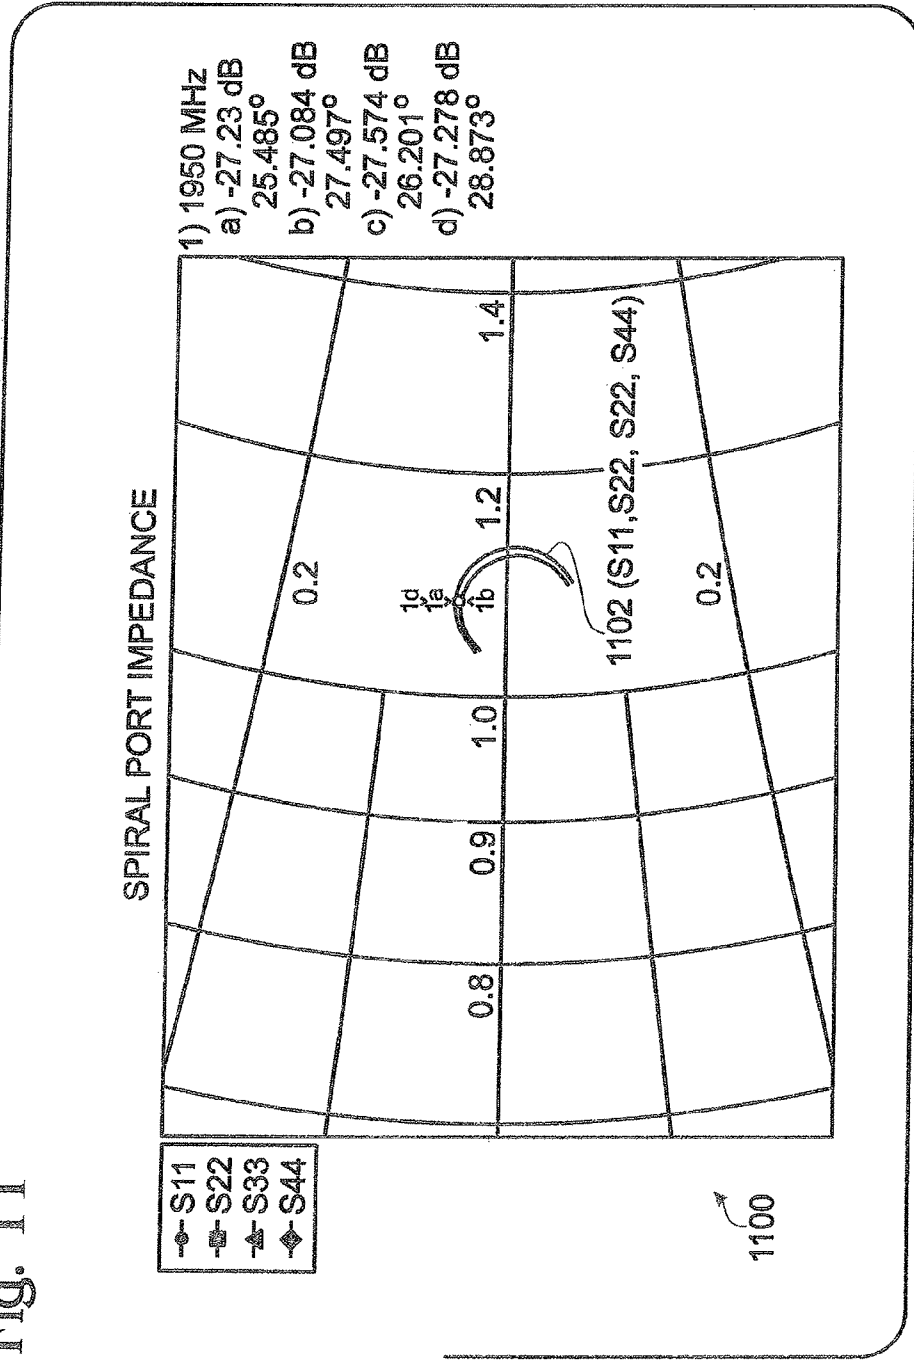 Fig. 11
SPIRAL PORT IMPEDANCE
S11
S22
S33
S44
1) 1950 MHz
a) -27.23 dB
25.485°
b) -27.084 dB
27.497°
c) -27.574 dB
26.201°
d) -27.278 dB
28.873°
0.2
1d
1a
1b
0.8
0.9
1.0
1.2
1.4
1102 (S11,S22, S22, S44)
0.2
1100